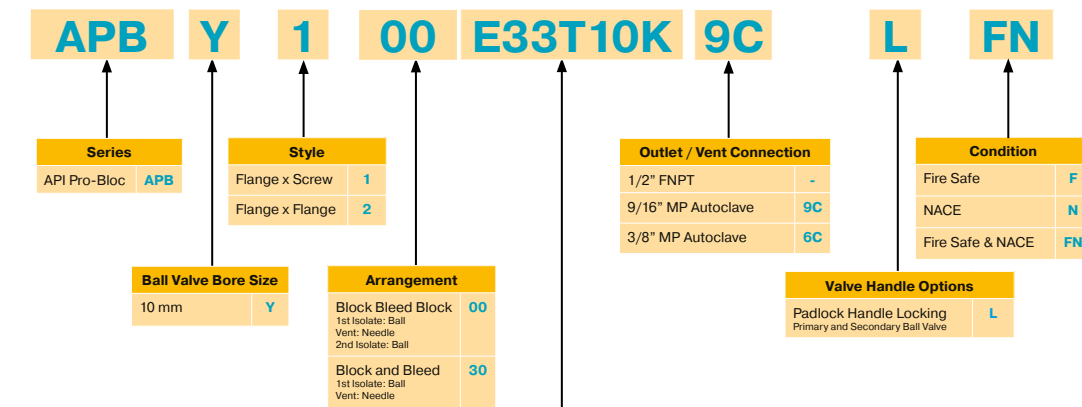 APB Y 1 00 E33T10K 9C L FN
Series
API Pro-Bloc APB
Style
Flange x Screw 1
Flange x Flange 2
Outlet / Vent Connection
1/2” FNPT -
9/16” MP Autoclave 9C
3/8” MP Autoclave 6C
Condition
Fire Safe F
NACE N
Fire Safe & NACE FN
Ball Valve Bore Size
10 mm Y
Arrangement
Block Bleed Block 00
1st Isolate: Ball
Vent: Needle
2nd Isolate: Ball
Block and Bleed 30
1st Isolate: Ball
Vent: Needle
Valve Handle Options
Padlock Handle Locking L
Primary and Secondary Ball Valve